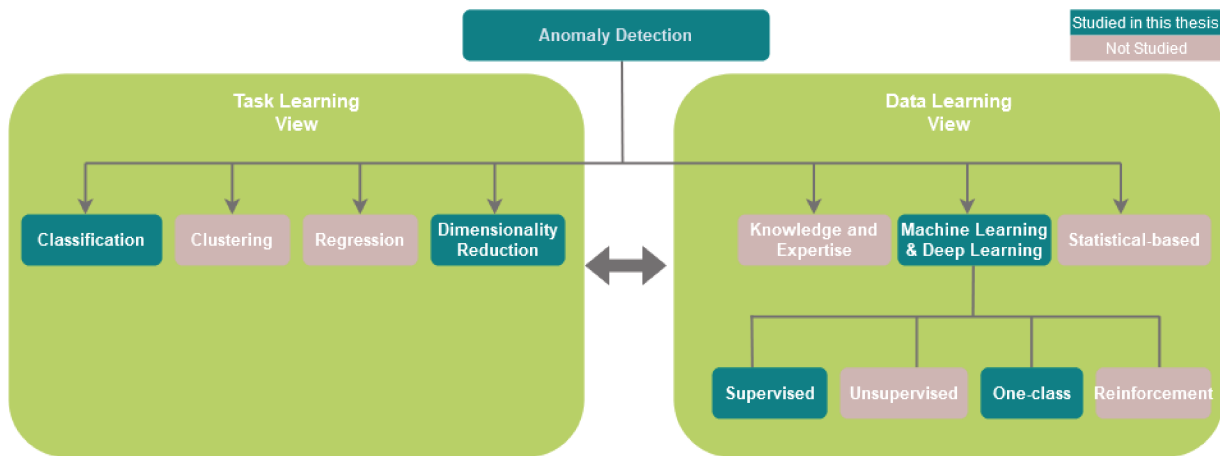 Anomaly Detection
Studied in this thesis
Not Studied
Task Learning
View
Data Learning
View
Classification
Clustering
Regression
Dimensionality
Reduction
Knowledge and
Expertise
Machine Learning
& Deep Learning
Statistical-based
Supervised
Unsupervised
One-class
Reinforcement